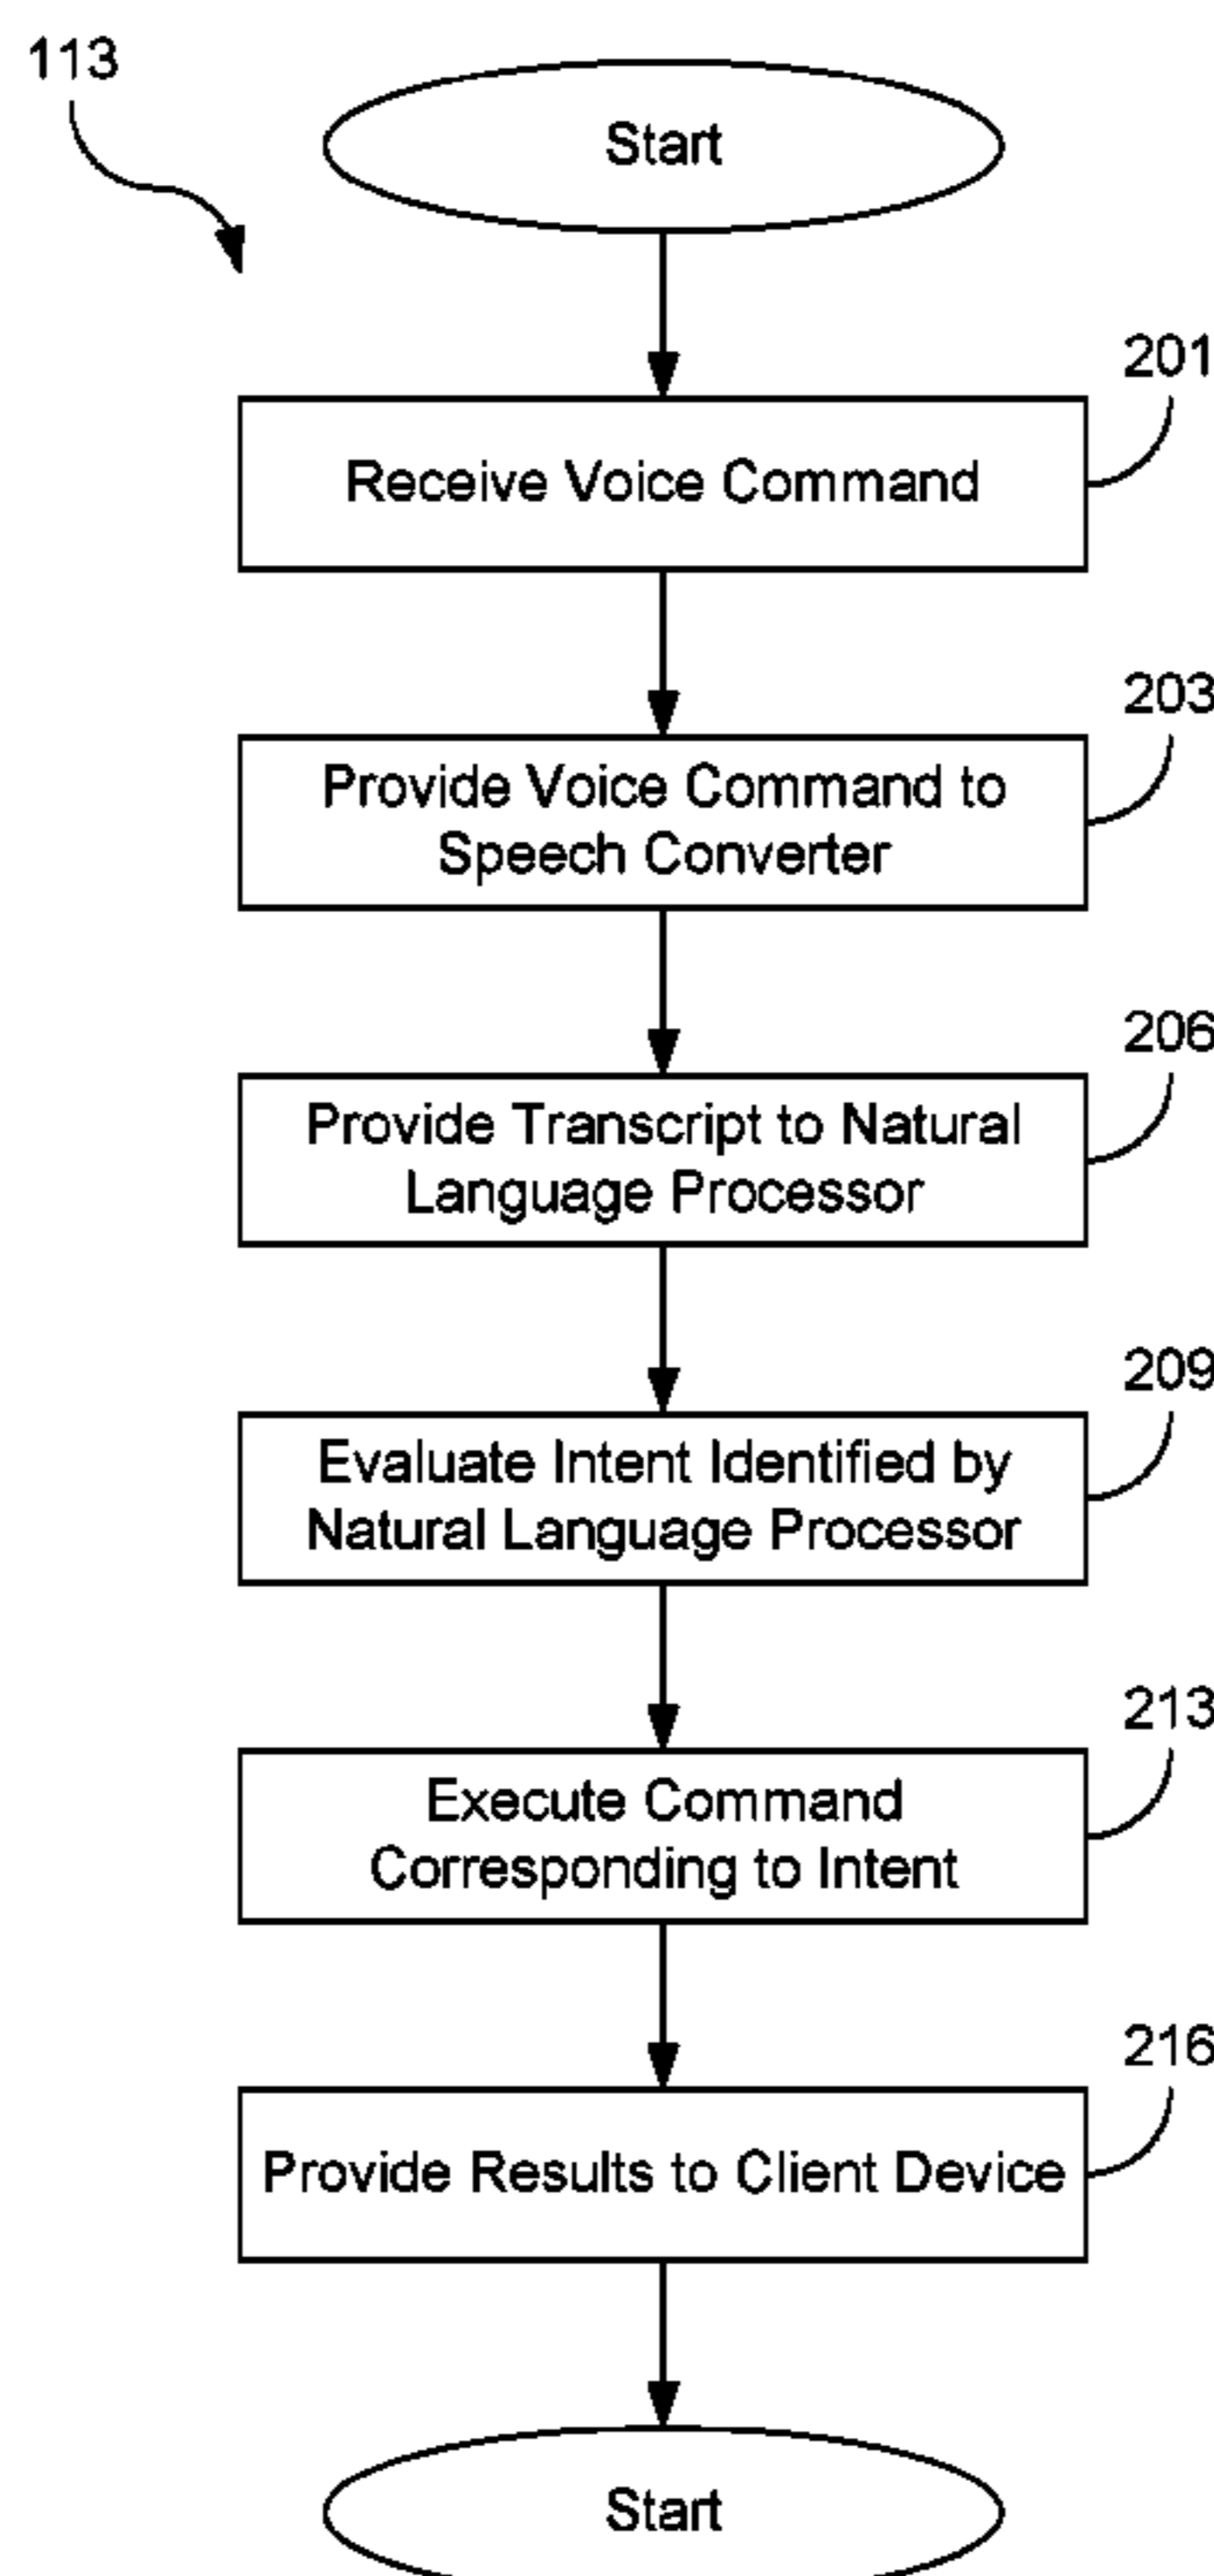 113
Start
201
Receive Voice Command
203
Provide Voice Command to
Speech Converter
206
Provide Transcript to Natural
Language Processor
209
Evaluate Intent Identified by
Natural Language Processor
213
Execute Command
Corresponding to Intent
216
Provide Results to Client Device
Start